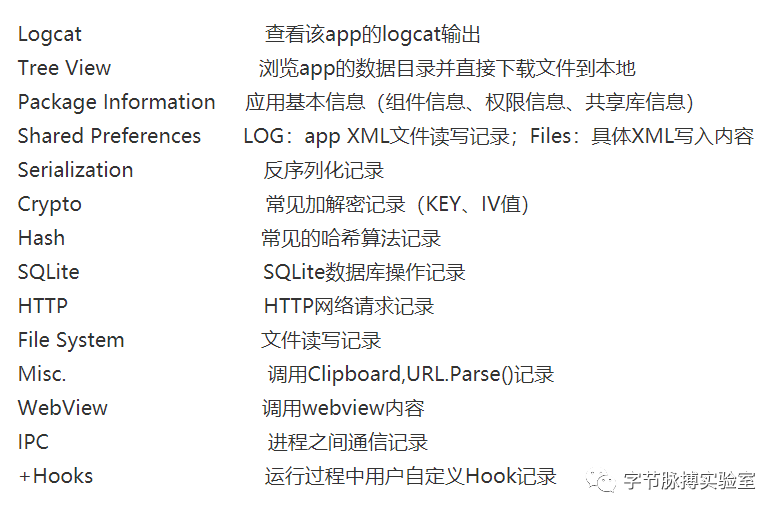 Logcat 查看该app的logcat输出
Tree View 浏览app的数据目录并直接下载文件到本地
Package Information 应用基本信息（组件信息、权限信息、共享库信息）
Shared Preferences LOG：app XML文件读写记录；Files：具体XML写入内容
Serialization 反序列化记录
Crypto 常见加解密记录（KEY、IV值）
Hash 常见的哈希算法记录
SQLite SQLite数据库操作记录
HTTP HTTP网络请求记录
File System 文件读写记录
Misc. 调用Clipboard,URL.Parse()记录
WebView 调用webview内容
IPC 进程之间通信记录
+Hooks 运行过程中用户自定义Hook记录
字节脉搏实验室